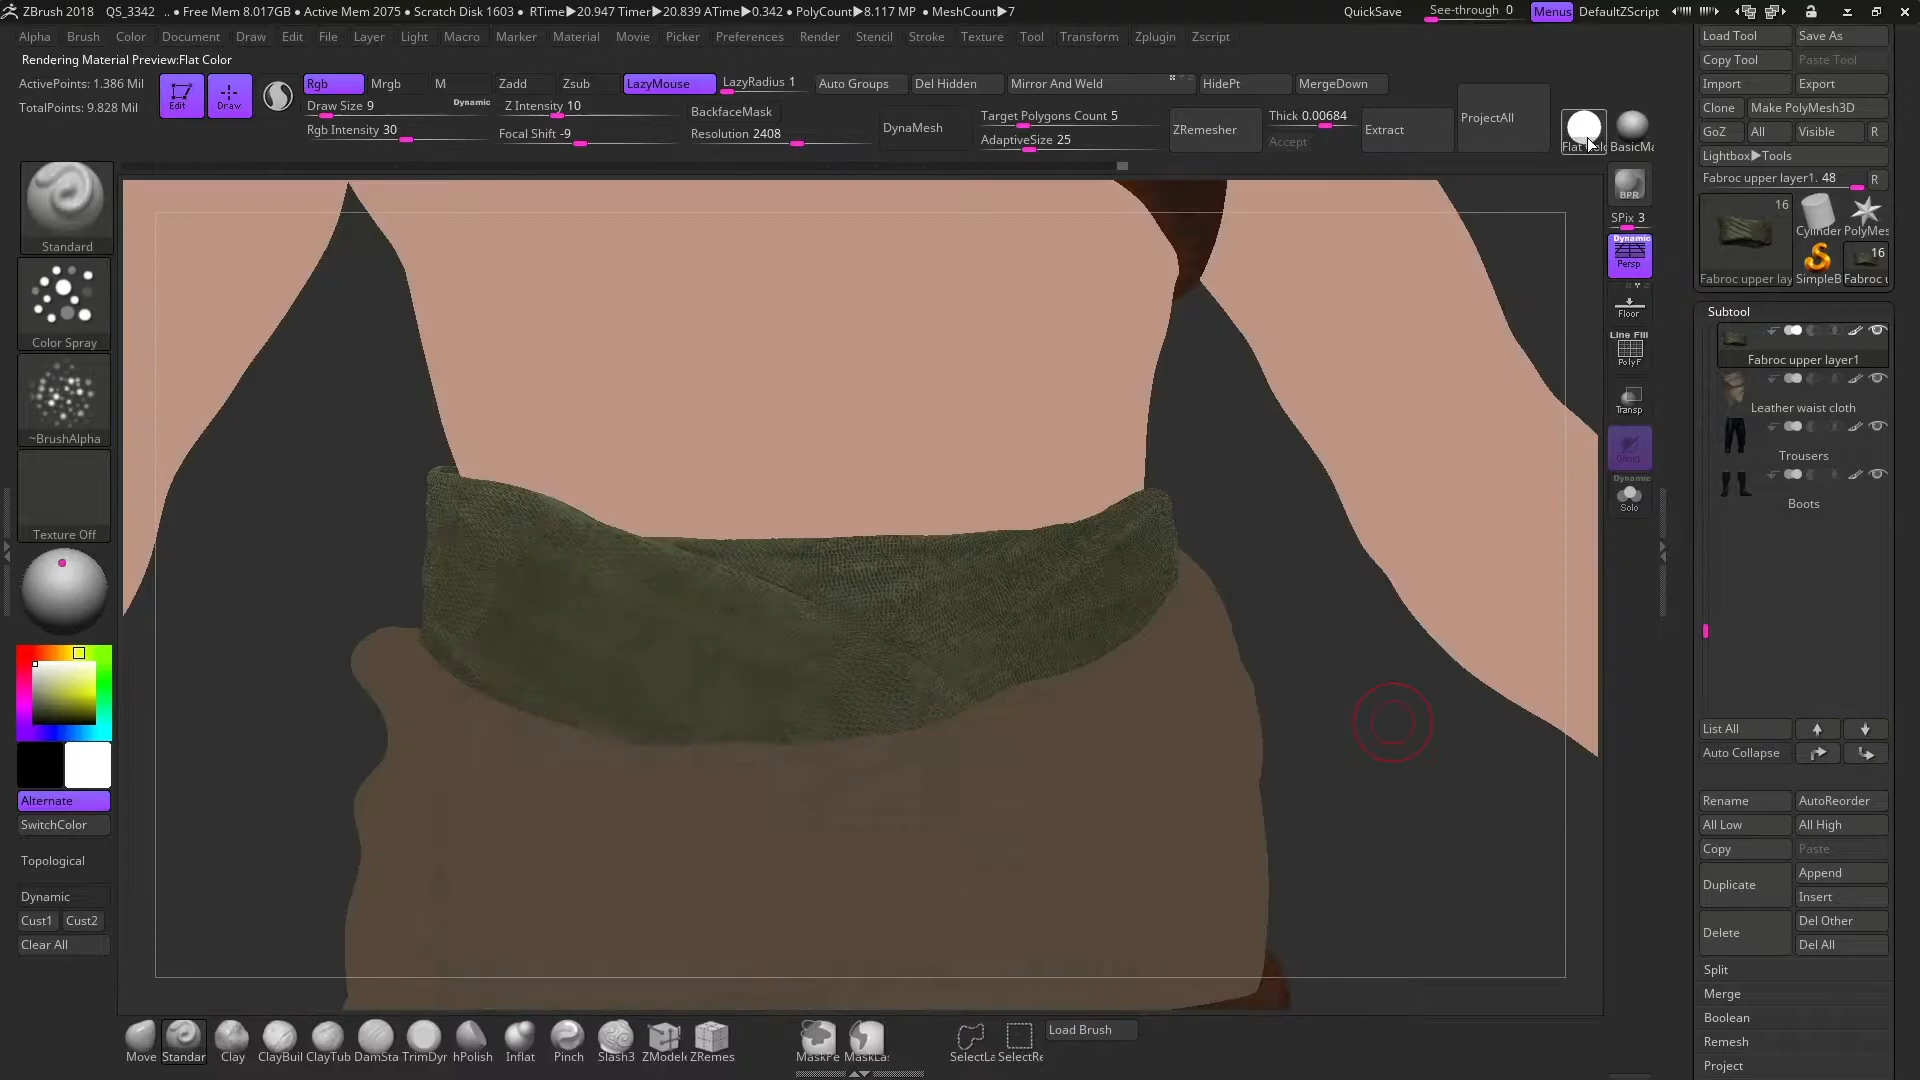 ZBrush 2018 QS_3342 .. ● Free Mem 8.017GB ● Active Mem 2075 ● Scratch Disk 1603 ● RTime▶20.947 Timer▶20.839 ATime▶0.342 ● PolyCount▶8.117 MP ● MeshCount▶7 QuickSave See-through 0 Menus DefaultZScript
Alpha Brush Color Document Draw Edit File Layer Light Macro Marker Material Movie Picker Preferences Render Stencil Stroke Texture Tool Transform Zplugin Zscript
Rendering Material Preview:Flat Color
ActivePoints: 1.386 Mil
TotalPoints: 9.828 Mil
Edit
Draw
Rgb Mrgb M
Draw Size 9 Dynamic
Rgb Intensity 30
Zadd Zsub
Z Intensity 10
Focal Shift -9
LazyMouse LazyRadius 1
BackfaceMask
Resolution 2408
Auto Groups Del Hidden Mirror And Weld HidePt MergeDown
DynaMesh
Target Polygons Count 5
AdaptiveSize 25
ZRemesher
Thick 0.00684
Accept
Extract
ProjectAll
BasicMa
Standard
Color Spray
~BrushAlpha
Texture Off
Alternate
SwitchColor
Topological
Dynamic
Cust1 Cust2
Clear All
BPR
SPix 3
Dynamic
Persp
Floor
Line Fill
PolyF
Transp
Ghost
Dynamic
Solo
Load Tool Save As
Copy Tool Paste Tool
Import Export
Clone Make PolyMesh3D
GoZ All Visible R
Lightbox▶Tools
Fabroc upper layer1. 48 R
16
Cylinder PolyMes
16
Fabroc upper lay SimpleB Fabroc u
Subtool
Fabroc upper layer1
Leather waist cloth
Trousers
Boots
List All
Auto Collapse
Rename AutoReorder
All Low All High
Copy Paste
Duplicate Append
Insert
Delete Del Other
Del All
Split
Merge
Boolean
Remesh
Project
Move Standar Clay ClayBuil ClayTub DamSta TrimDyr hPolish Inflat Pinch Slash3 ZModele ZRemes MaskPe MaskLa SelectLa SelectRe
Load Brush